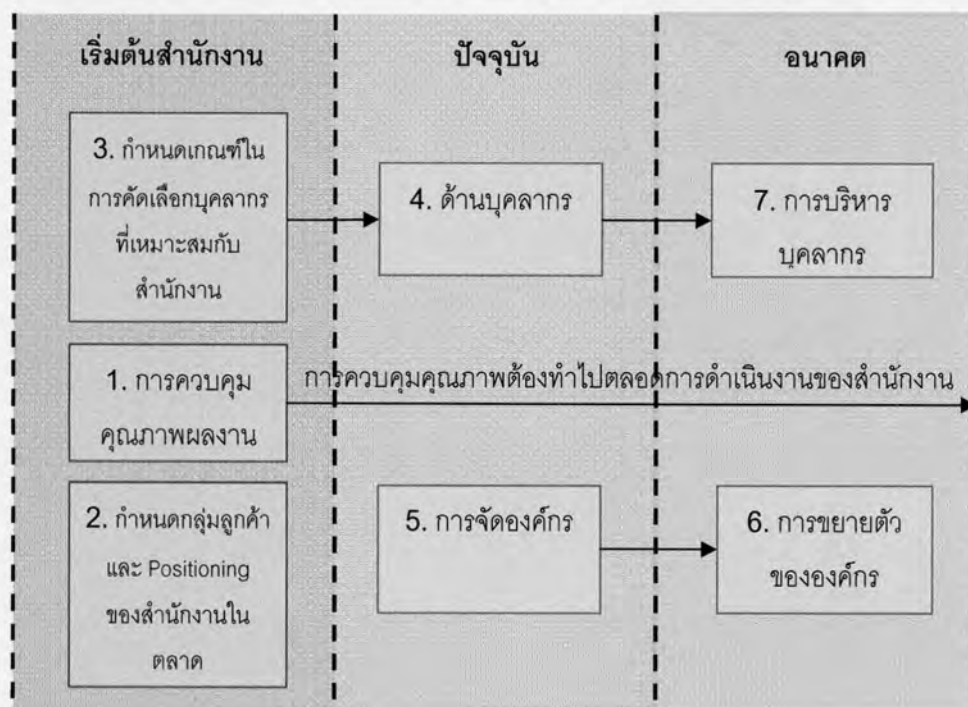 เริ่มต้นสำนักงาน
ปัจจุบัน
อนาคต
3. กำหนดเกณฑ์ใน
การคัดเลือกบุคลากร
ที่เหมาะสมกับ
สำนักงาน
4. ด้านบุคลากร
7. การบริหาร
บุคลากร
1. การควบคุม
คุณภาพผลงาน
การควบคุมคุณภาพต้องทำไปตลอดการดำเนินงานของสำนักงาน
2. กำหนดกลุ่มลูกค้า
และ Positioning
ของสำนักงานใน
ตลาด
5. การจัดองค์กร
6. การขยายตัว
ขององค์กร